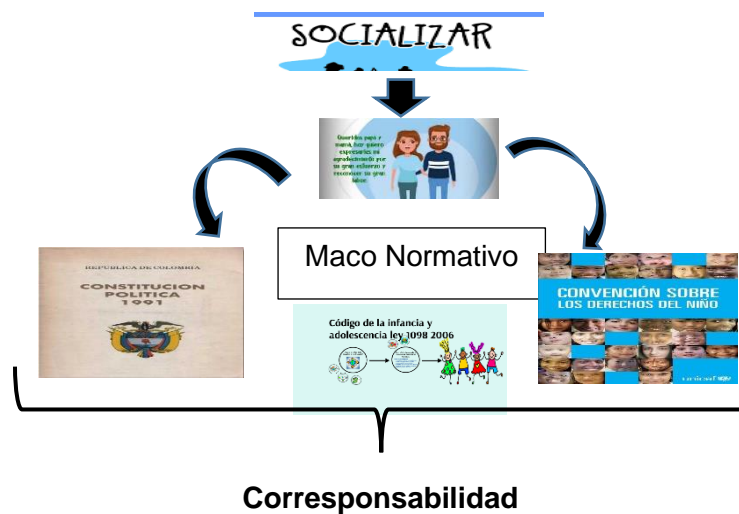 SOCIALIZAR
Queridos papá y
mamá, hoy quiero
expresarles mi
agradecimiento por
su gran esfuerzo y
reconocer su gran
labor.
Maco Normativo
REPUBLICA DE COLOMBIA
CONSTITUCION
POLITICA
1991
CONVENCIÓN SOBRE
LOS DERECHOS DEL NIÑO
Código de la infancia y
adolescencia ley 1098 2006
Corresponsabilidad